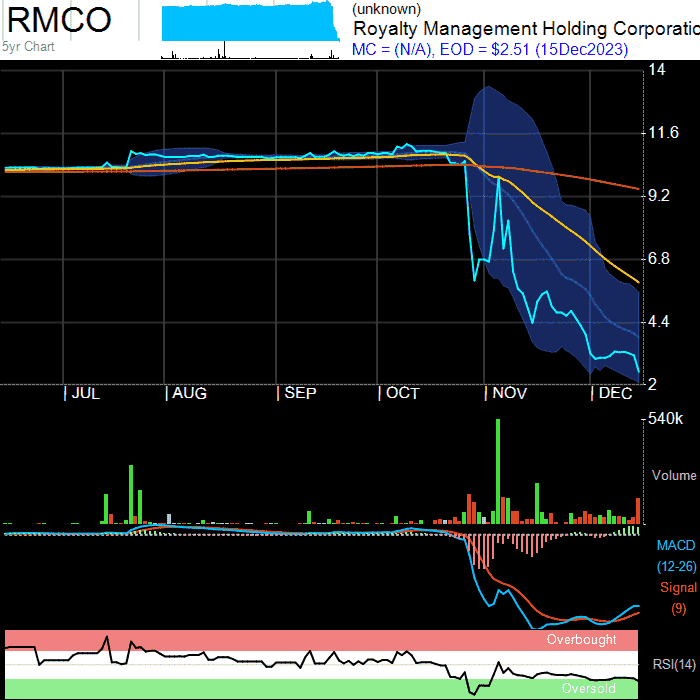 RMCO
5yr Chart
(unknown)
Royalty Management Holding Corporatio
MC = (N/A), EOD = $2.51 (15Dec2023)
14
11.6
9.2
6.8
4.4
2
JUL AUG SEP OCT NOV DEC
540k
Volume
MACD
(12-26)
Signal
(9)
Overbought
RSI(14)
Oversold